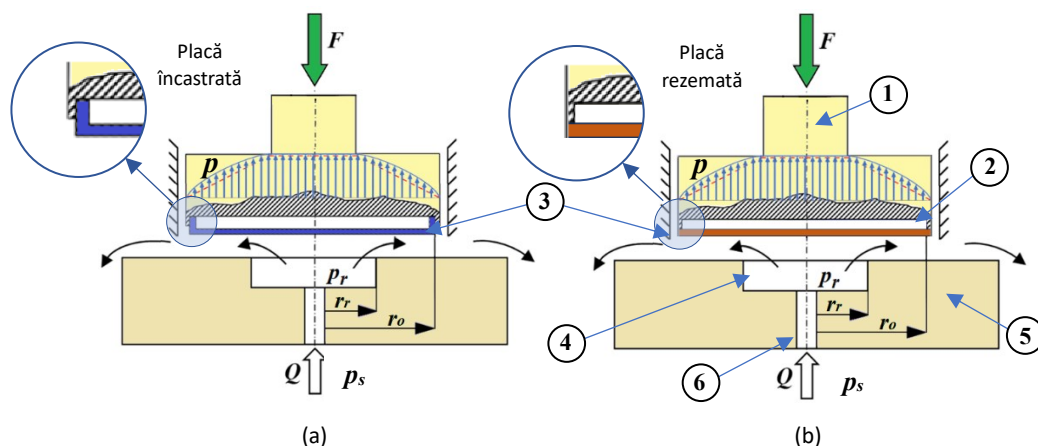 Placă
încastrată
F
p
3
pr
rr
ro
Q
ps
(a)
Placă
rezemată
F
1
p
2
pr
rr
ro
4
5
6
Q
ps
(b)